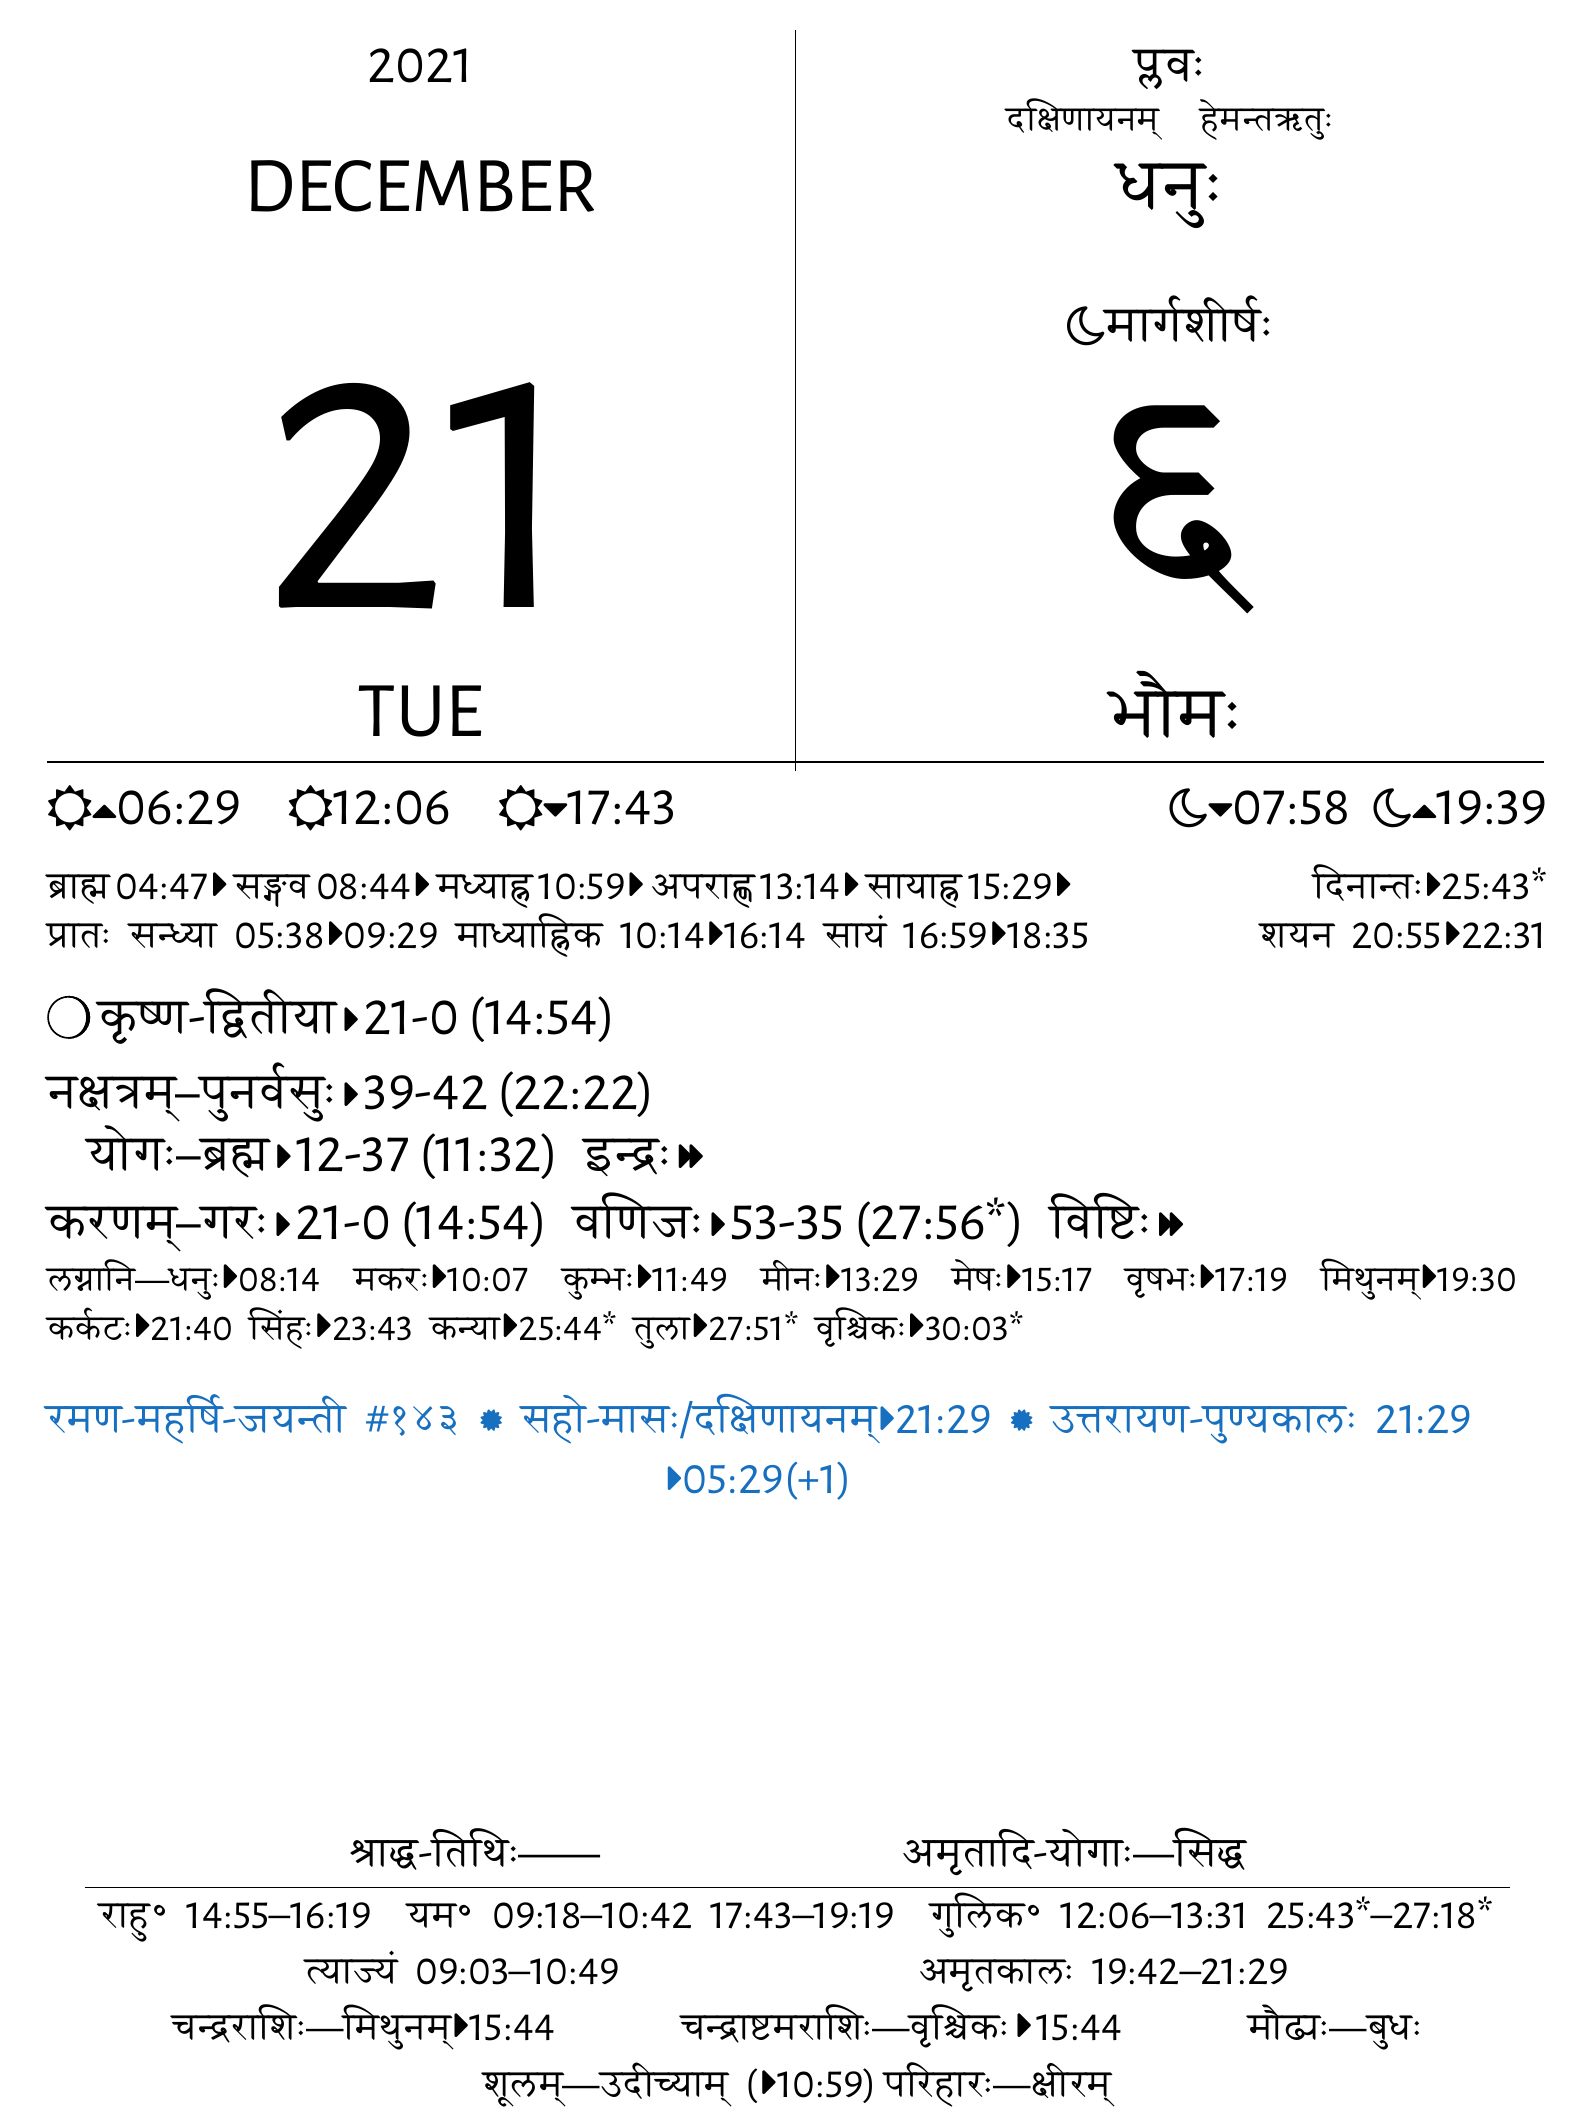 2021
DECEMBER
21
TUE
प्लवः
दक्षिणायनम् हेमन्तऋतुः
धनुः
मार्गशीर्षः
६
भौमः
06:29 12:06 17:43 07:58 19:39
ब्राह्म 04:47 सङ्गव 08:44 मध्याह्न 10:59 अपराह्ण 13:14 सायाह्न 15:29 दिनान्तः 25:43*
प्रातः सन्ध्या 05:38 09:29 माध्याह्निक 10:14 16:14 सायं 16:59 18:35 शयन 20:55 22:31
कृष्ण-द्वितीया 21-0 (14:54)
नक्षत्रम्–पुनर्वसुः 39-42 (22:22)
योगः–ब्रह्म 12-37 (11:32) इन्द्रः
करणम्–गरः 21-0 (14:54) वणिजः 53-35 (27:56*) विष्टिः
लग्नानि—धनुः 08:14 मकरः 10:07 कुम्भः 11:49 मीनः 13:29 मेषः 15:17 वृषभः 17:19 मिथुनम् 19:30
कर्कटः 21:40 सिंहः 23:43 कन्या 25:44* तुला 27:51* वृश्चिकः 30:03*
रमण-महर्षि-जयन्ती #१४३ ✹ सहो-मासः/दक्षिणायनम् 21:29 ✹ उत्तरायण-पुण्यकालः 21:29
05:29(+1)
श्राद्ध-तिथिः—— अमृतादि-योगाः—सिद्ध
राहु° 14:55–16:19 यम° 09:18–10:42 17:43–19:19 गुलिक° 12:06–13:31 25:43*–27:18*
त्याज्यं 09:03–10:49 अमृतकालः 19:42–21:29
चन्द्रराशिः—मिथुनम् 15:44 चन्द्राष्टमराशिः—वृश्चिकः 15:44 मौढ्यः—बुधः
शूलम्—उदीच्याम् ( 10:59) परिहारः—क्षीरम्